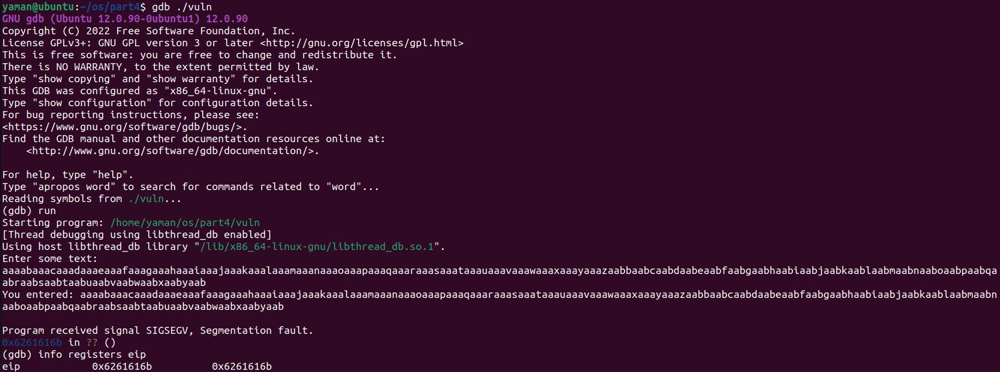 yaman@ubuntu:~/os/part4$ gdb ./vuln
GNU gdb (Ubuntu 12.0.90-0ubuntu1) 12.0.90
Copyright (C) 2022 Free Software Foundation, Inc.
License GPLv3+: GNU GPL version 3 or later <http://gnu.org/licenses/gpl.html>
This is free software: you are free to change and redistribute it.
There is NO WARRANTY, to the extent permitted by law.
Type "show copying" and "show warranty" for details.
This GDB was configured as "x86_64-linux-gnu".
Type "show configuration" for configuration details.
For bug reporting instructions, please see:
<https://www.gnu.org/software/gdb/bugs/>.
Find the GDB manual and other documentation resources online at:
    <http://www.gnu.org/software/gdb/documentation/>.

For help, type "help".
Type "apropos word" to search for commands related to "word"...
Reading symbols from ./vuln...
(gdb) run
Starting program: /home/yaman/os/part4/vuln
[Thread debugging using libthread_db enabled]
Using host libthread_db library "/lib/x86_64-linux-gnu/libthread_db.so.1".
Enter some text:
aaaabaaacaaadaaaeaaafaaagaaahaaaiaaajaaakaaalaaamaaanaaaoaaapaaaqaaaraaasaaataaauaaavaaawaaaxaaayaaazaabbaabcaabdaabeaabfaabgaabhaabiaabjaabkaablaabmaabnaaboaabpaabqa
abraabsaabtaabuaabvaabwaabxaabyaab
You entered: aaaabaaacaaadaaaeaaafaaagaaahaaaiaaajaaakaaalaaamaaanaaaoaaapaaaqaaaraaasaaataaauaaavaaawaaaxaaayaaazaabbaabcaabdaabeaabfaabgaabhaabiaabjaabkaablaabmaabn
aaboaabpaabqaabraabsaabtaabuaabvaabwaabxaabyaab

Program received signal SIGSEGV, Segmentation fault.
0x6261616b in ?? ()
(gdb) info registers eip
eip            0x6261616b          0x6261616b